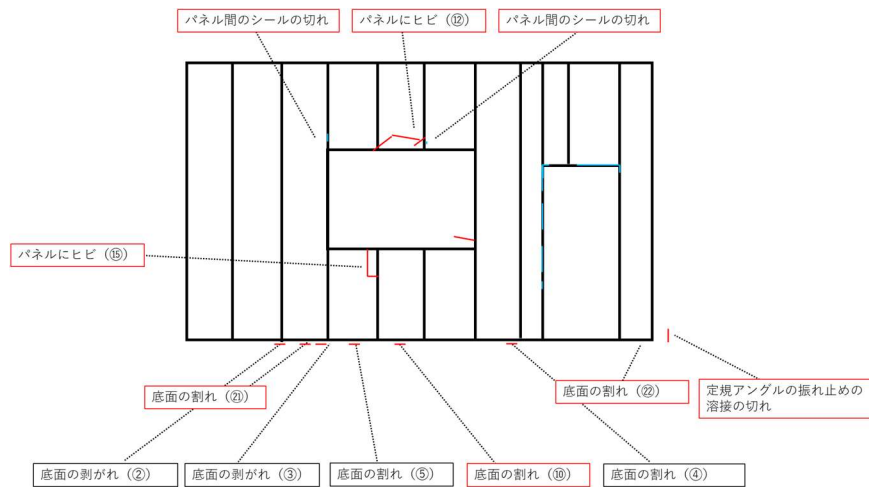 パネル間のシールの切れ
パネルにヒビ（⑫）
パネル間のシールの切れ
パネルにヒビ（⑮）
底面の割れ（㉑）
底面の割れ（㉒）
定規アングルの振れ止めの
溶接の切れ
底面の剥がれ（②）
底面の剥がれ（③）
底面の割れ（⑤）
底面の割れ（⑩）
底面の割れ（④）